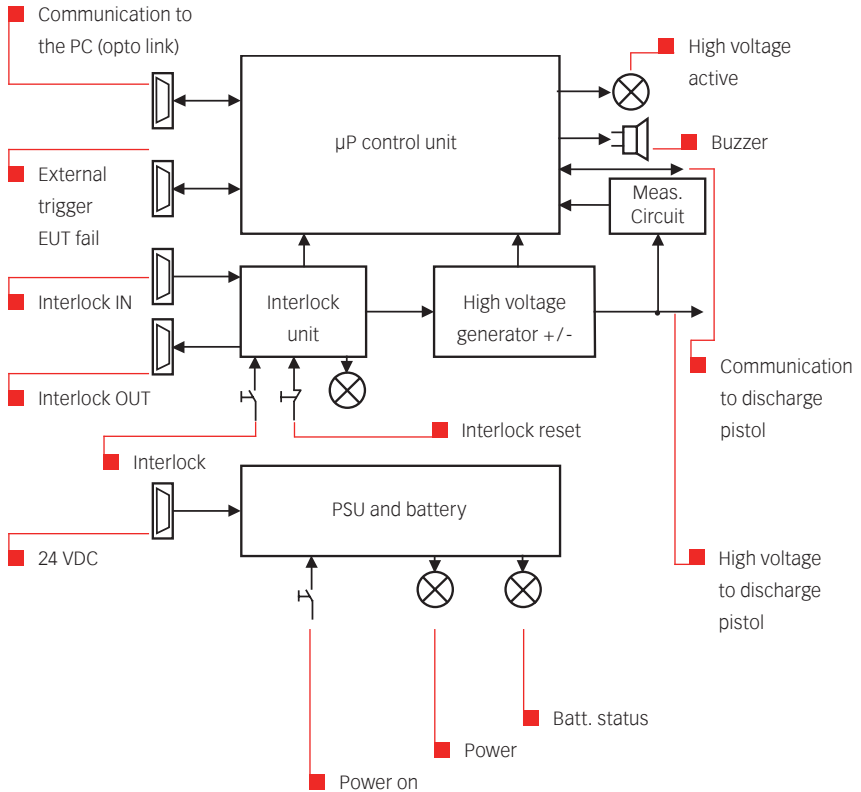 Communication to
the PC (opto link)
High voltage
active
µP control unit
Buzzer
External
trigger
EUT fail
Meas.
Circuit
Interlock IN
Interlock
unit
High voltage
generator +/-
Interlock OUT
Communication
to discharge
pistol
Interlock reset
Interlock
PSU and battery
24 VDC
High voltage
to discharge
pistol
Batt. status
Power
Power on